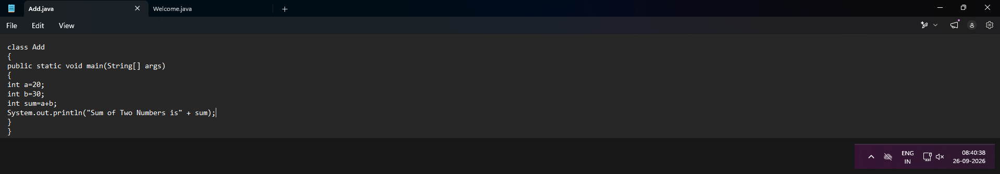 Add.java
Welcome.java
File Edit View
class Add
{
public static void main(String[] args)
{
int a=20;
int b=30;
int sum=a+b;
System.out.println("Sum of Two Numbers is" + sum);
}
}
ENG
IN
08:40:38
26-09-2026